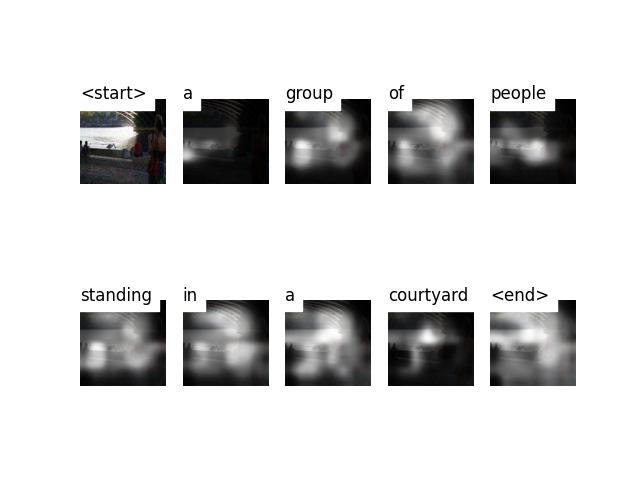 <start> a group of people
standing in a courtyard <end>